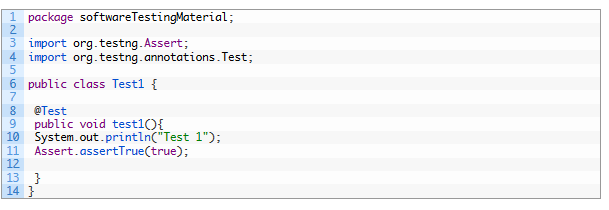 1 package softwareTestingMaterial;
2
3 import org.testng.Assert;
4 import org.testng.annotations.Test;
5
6 public class Test1 {
7
8 @Test
9 public void test1(){
10 System.out.println("Test 1");
11 Assert.assertTrue(true);
12
13 }
14 }